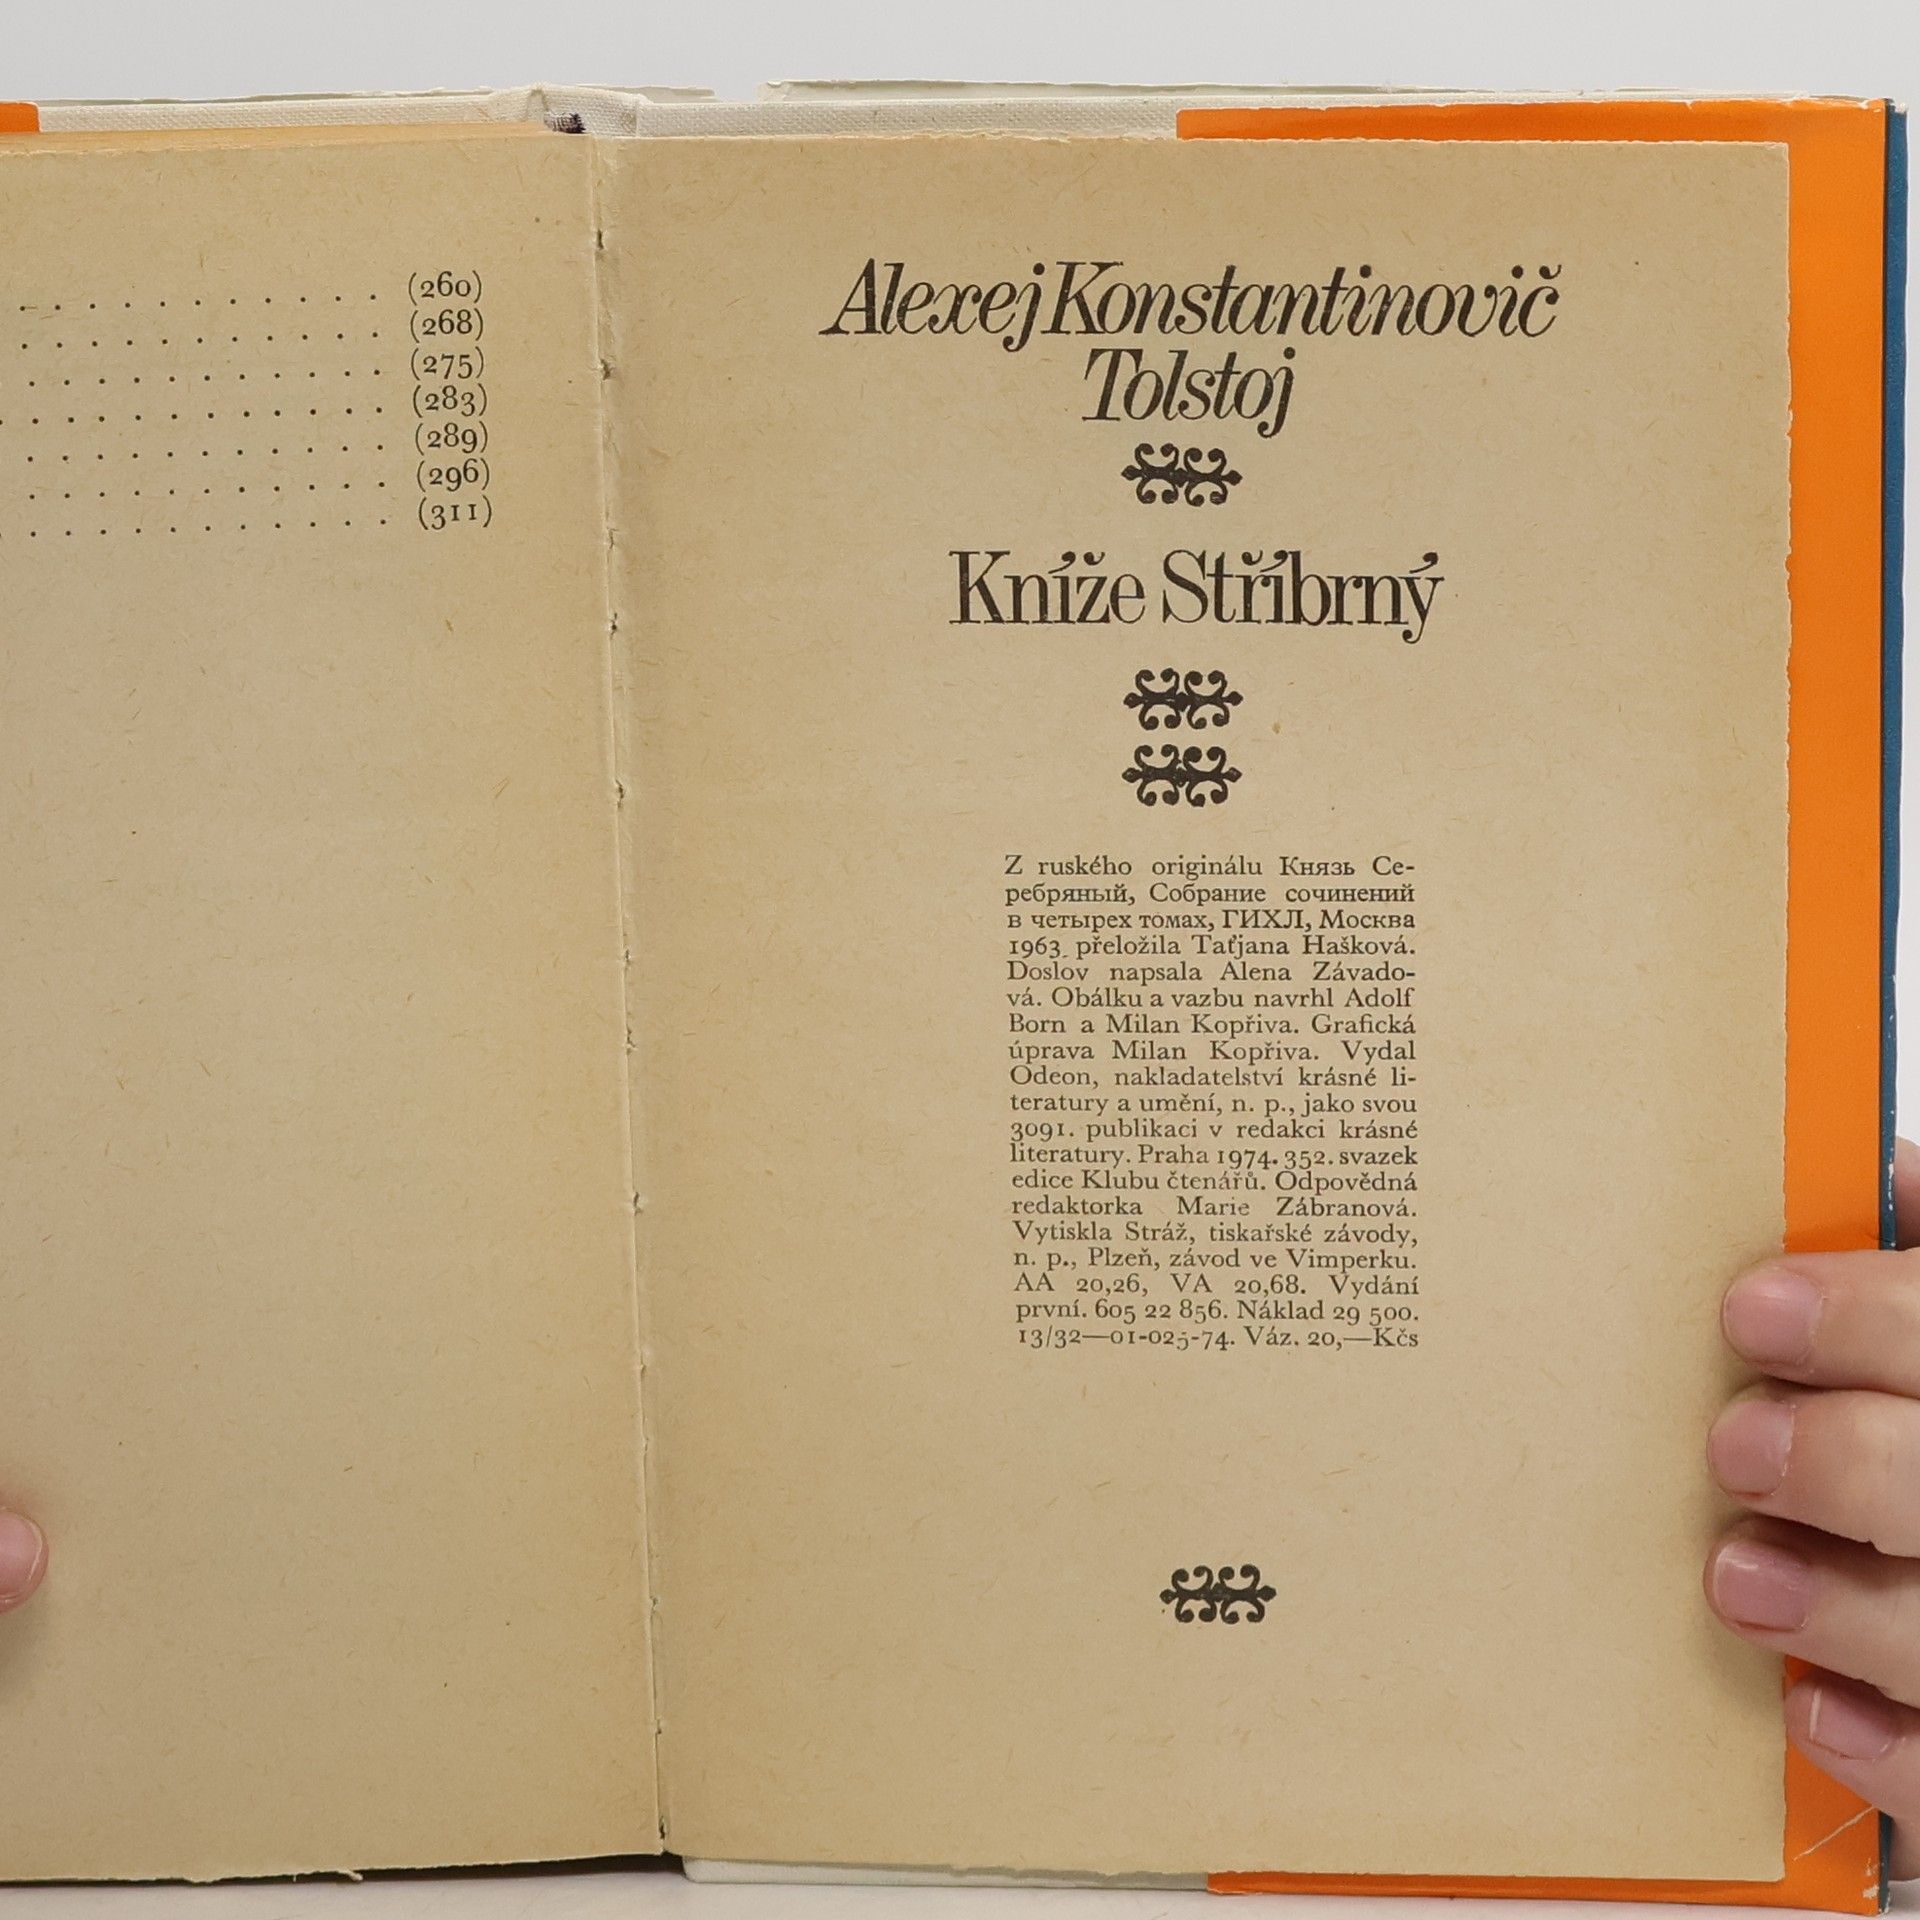 . . . . . . . . . . . (260)
. . . . . . . . . . . (268)
. . . . . . . . . . . (275)
. . . . . . . . . . . (283)
. . . . . . . . . . . (289)
. . . . . . . . . . . (296)
. . . . . . . . . . . (311)
Alexej Konstantinovič
Tolstoj
Kníže Stříbrný
Z ruského originálu Князь Се-
ребряный, Собрание сочинений
в четырех томах, ГИХЛ, Москва
1963, přeložila Taťjana Hašková.
Doslov napsala Alena Závado-
vá. Obálku a vazbu navrhl Adolf
Born a Milan Kopřiva. Grafická
úprava Milan Kopřiva. Vydal
Odeon, nakladatelství krásné li-
teratury a umění, n. p., jako svou
3091. publikaci v redakci krásné
literatury. Praha 1974. 352. svazek
edice Klubu čtenářů. Odpovědná
redaktorka Marie Zábranová.
Vytiskla Stráž, tiskařské závody,
n. p., Plzeň, závod ve Vimperku.
AA 20,26, VA 20,68. Vydání
první. 605 22 856. Náklad 29 500.
13/32—01-025-74. Váz. 20,—Kčs